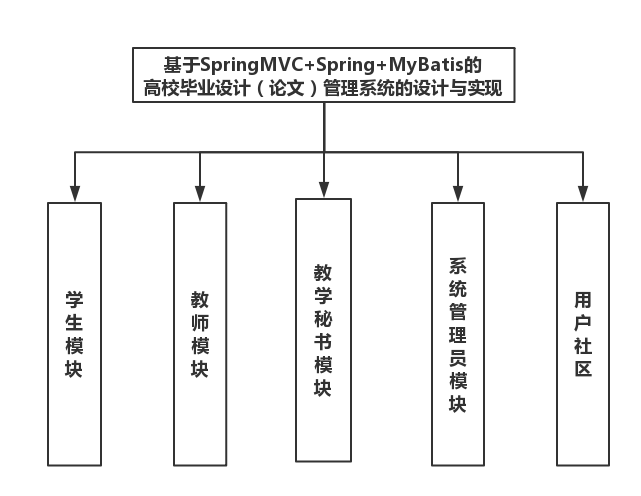 基于SpringMVC+Spring+MyBatis的
高校毕业设计（论文）管理系统的设计与实现
学生模块
教师模块
教学秘书模块
系统管理员模块
用户社区